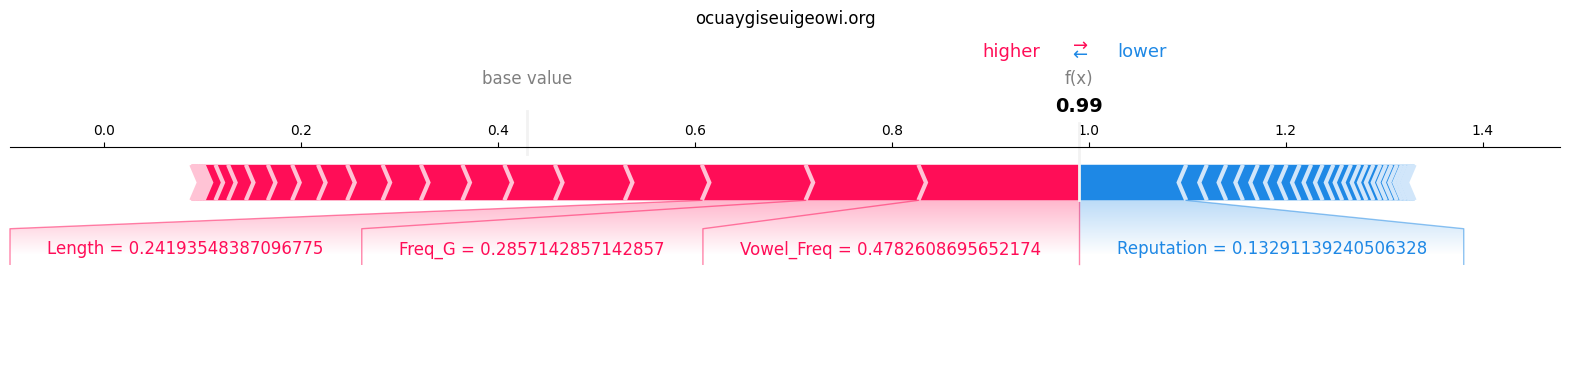 ocuaygiseuigeowi.org
higher ⇄ lower
base value f(x)
0.99
0.0 0.2 0.4 0.6 0.8 1.0 1.2 1.4
Length = 0.24193548387096775 Freq_G = 0.2857142857142857 Vowel_Freq = 0.4782608695652174 Reputation = 0.13291139240506328